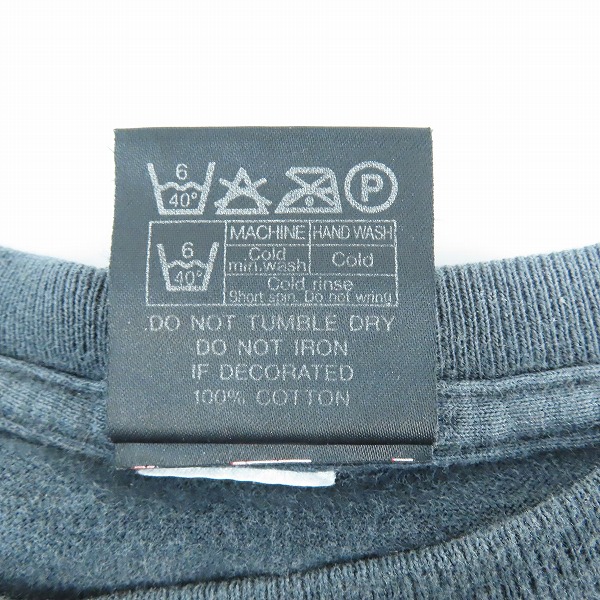 6
40° P
MACHINE HAND WASH
6 Cold Cold
40° min.wash
Cold rinse
Short spin. Do not wring
DO NOT TUMBLE DRY
DO NOT IRON
IF DECORATED
100% COTTON